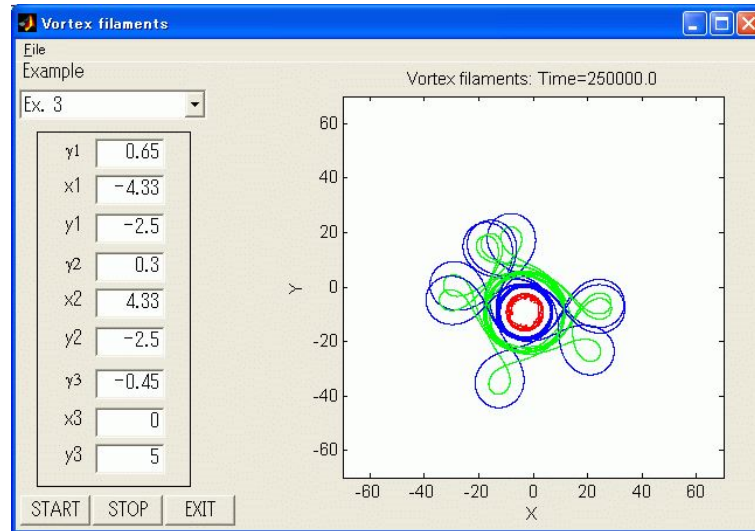 Vortex filaments
File
Example
Ex. 3
γ1 0.65
x1 -4.33
y1 -2.5
γ2 0.3
x2 4.33
y2 -2.5
γ3 -0.45
x3 0
y3 5
START STOP EXIT
Vortex filaments: Time=250000.0
60
40
20
0
-20
-40
-60
Y
-60 -40 -20 0 20 40 60
X